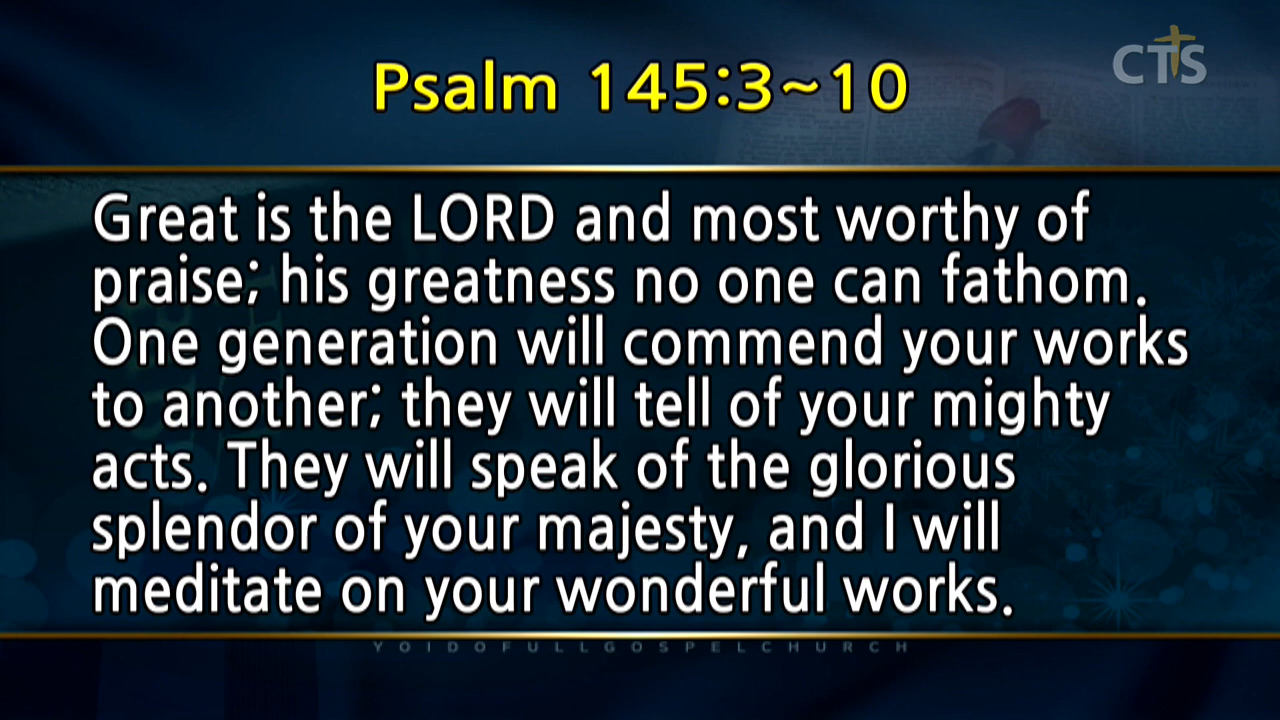 CTS
Psalm 145:3~10
Great is the LORD and most worthy of
praise; his greatness no one can fathom.
One generation will commend your works
to another; they will tell of your mighty
acts. They will speak of the glorious
splendor of your majesty, and I will
meditate on your wonderful works.
YOIDOFULLGOSPELCHURCH